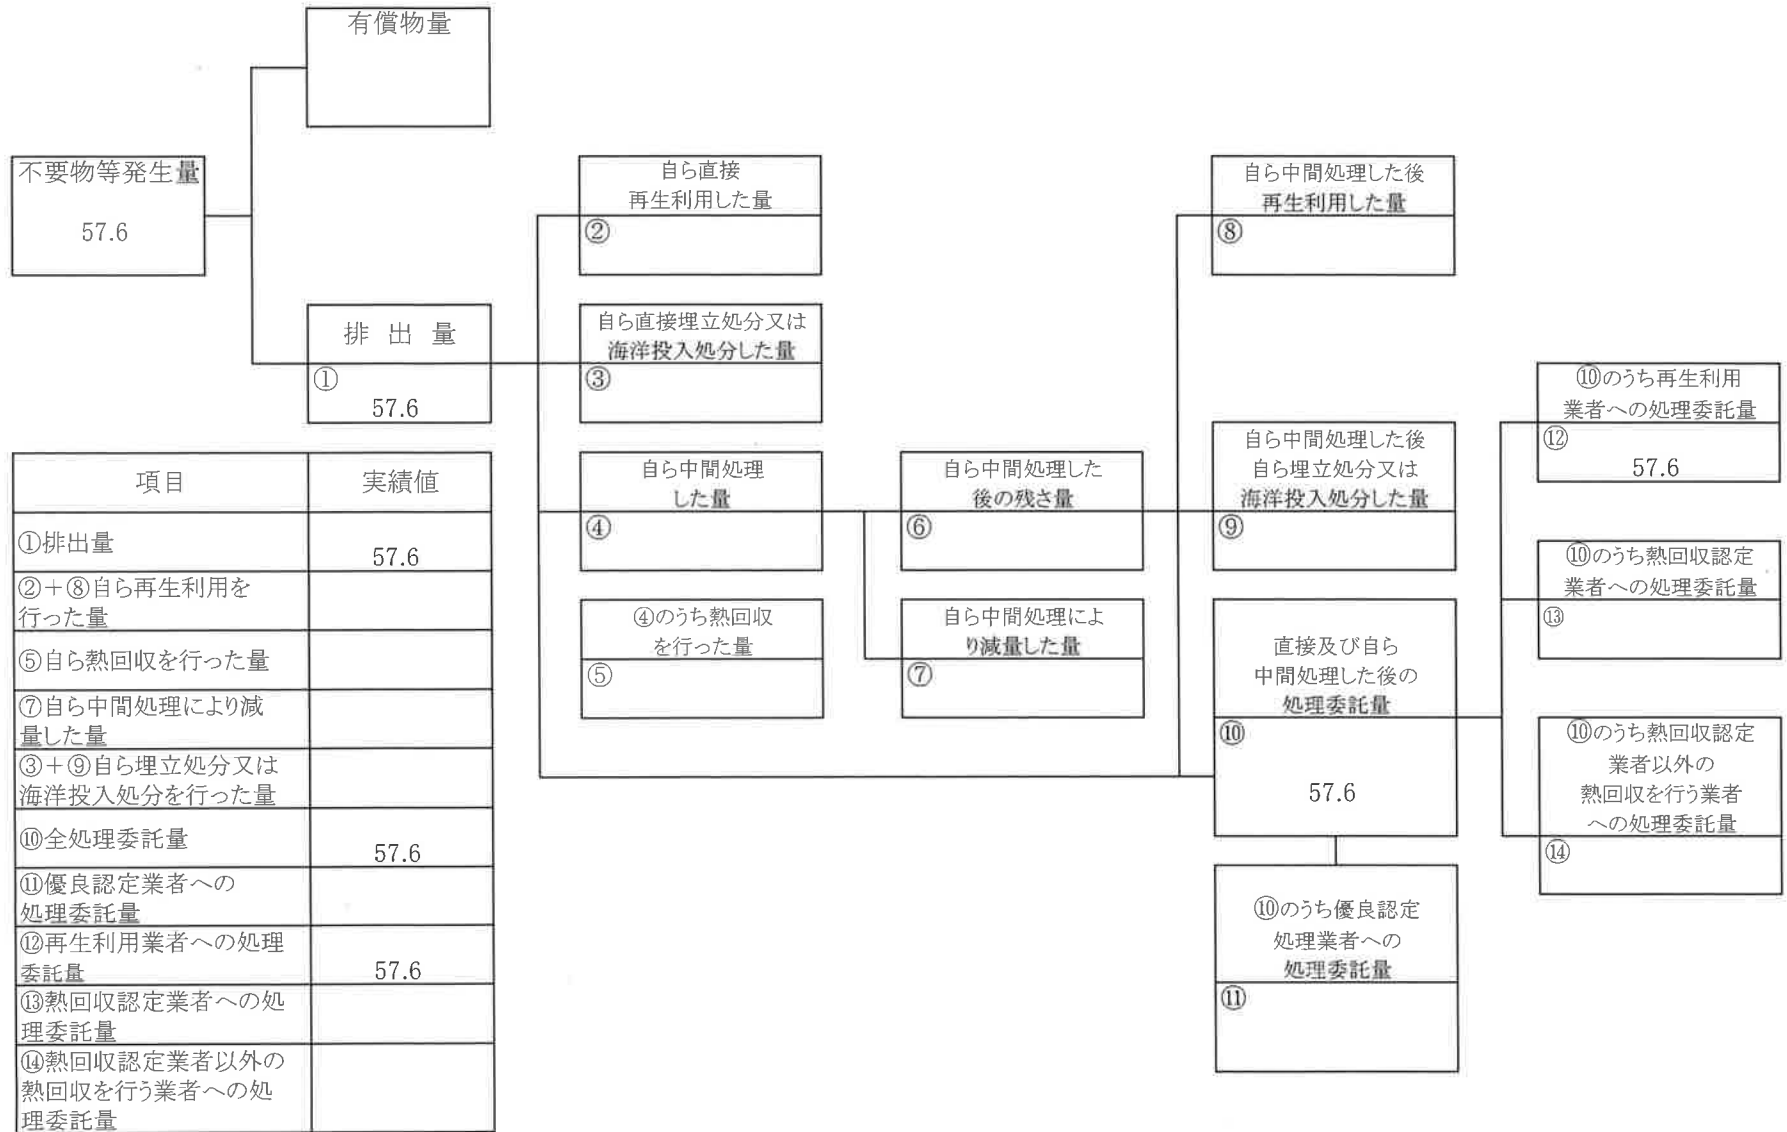 有償物量
不要物等発生量
57.6
排 出 量
①
57.6
自ら直接
再生利用した量
②
自ら直接埋立処分又は
海洋投入処分した量
③
自ら中間処理
した量
④
④のうち熱回収
を行った量
⑤
自ら中間処理した
後の残さ量
⑥
自ら中間処理によ
り減量した量
⑦
自ら中間処理した後
再生利用した量
⑧
自ら中間処理した後
自ら埋立処分又は
海洋投入処分した量
⑨
直接及び自ら
中間処理した後の
処理委託量
⑩
57.6
⑩のうち優良認定
処理業者への
処理委託量
⑪
⑩のうち再生利用
業者への処理委託量
⑫
57.6
⑩のうち熱回収認定
業者への処理委託量
⑬
⑩のうち熱回収認定
業者以外の
熱回収を行う業者
への処理委託量
⑭
項目
実績値
①排出量
57.6
②+⑧自ら再生利用を
行った量
⑤自ら熱回収を行った量
⑦自ら中間処理により減
量した量
③+⑨自ら埋立処分又は
海洋投入処分を行った量
⑩全処理委託量
57.6
⑪優良認定業者への
処理委託量
⑫再生利用業者への処理
委託量
57.6
⑬熱回収認定業者への処
理委託量
⑭熱回収認定業者以外の
熱回収を行う業者への処
理委託量